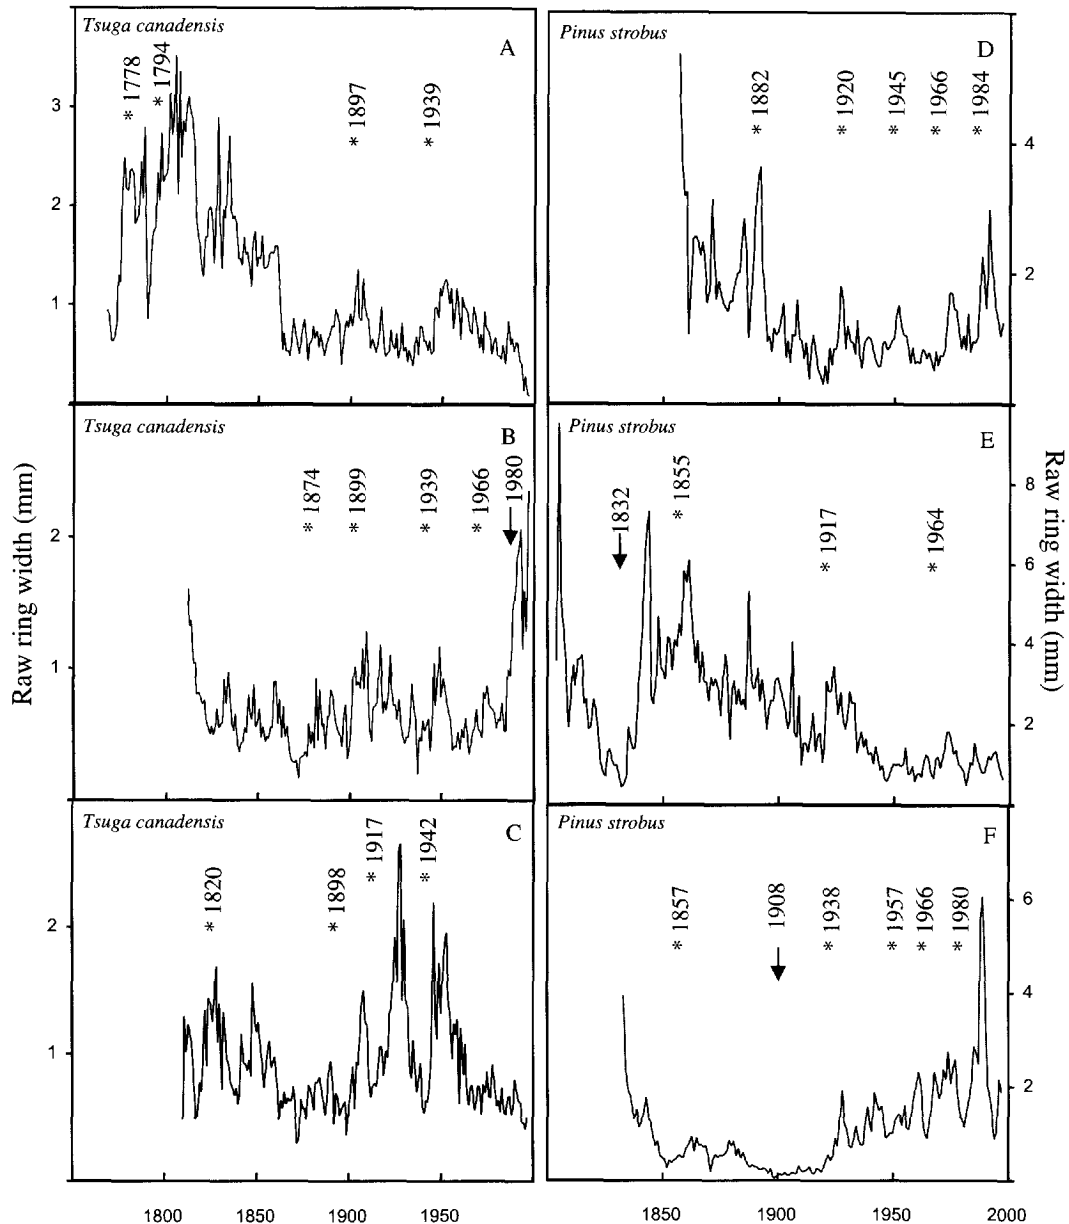 Tsuga canadensis
A
* 1778
* 1794
* 1897
* 1939
3
2
1
Pinus strobus
D
* 1882
* 1920
* 1945
* 1966
* 1984
4
2
Tsuga canadensis
B
* 1874
* 1899
* 1939
* 1966
1980
2
1
Pinus strobus
E
1832
* 1855
* 1917
* 1964
8
6
4
2
Raw ring width (mm)
Raw ring width (mm)
Tsuga canadensis
C
* 1820
* 1898
* 1917
* 1942
2
1
Pinus strobus
F
* 1857
1908
* 1938
* 1957
* 1966
* 1980
6
4
2
1800 1850 1900 1950
1850 1900 1950 2000